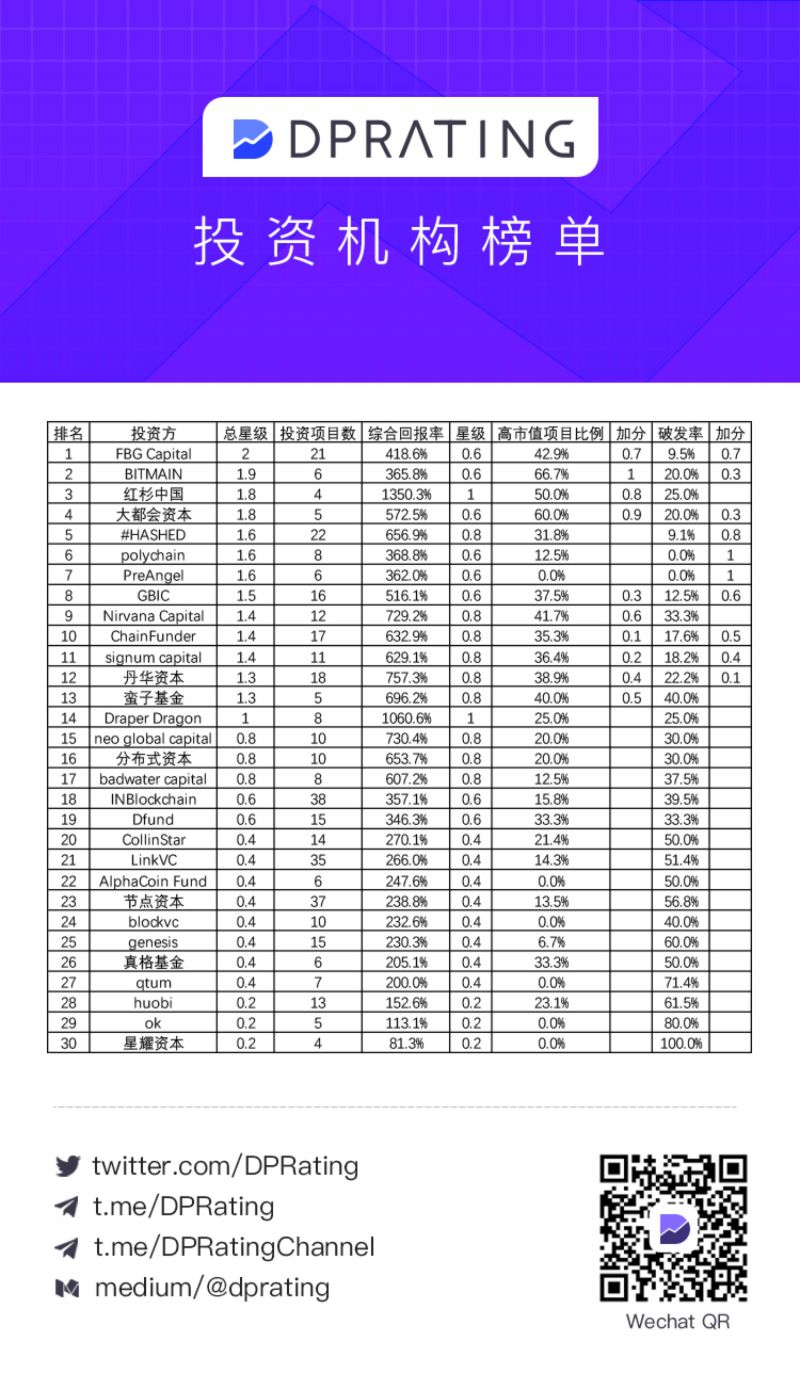 DPRATING
投资机构榜单
排名 投资方 总星级 投资项目数 综合回报率 星级 高市值项目比例 加分 破发率 加分
1 FBG Capital 2 21 418.6% 0.6 42.9% 0.7 9.5% 0.7
2 BITMAIN 1.9 6 365.8% 0.6 66.7% 1 20.0% 0.3
3 红杉中国 1.8 4 1350.3% 1 50.0% 0.8 25.0%
4 大都会资本 1.8 5 572.5% 0.6 60.0% 0.9 20.0% 0.3
5 #HASHED 1.6 22 656.9% 0.8 31.8% 9.1% 0.8
6 polychain 1.6 8 368.8% 0.6 12.5% 0.0% 1
7 PreAngel 1.6 6 362.0% 0.6 0.0% 0.0% 1
8 GBIC 1.5 16 516.1% 0.6 37.5% 0.3 12.5% 0.6
9 Nirvana Capital 1.4 12 729.2% 0.8 41.7% 0.6 33.3%
10 ChainFunder 1.4 17 632.9% 0.8 35.3% 0.1 17.6% 0.5
11 signum capital 1.4 11 629.1% 0.8 36.4% 0.2 18.2% 0.4
12 丹华资本 1.3 18 757.3% 0.8 38.9% 0.4 22.2% 0.1
13 蛮子基金 1.3 5 696.2% 0.8 40.0% 0.5 40.0%
14 Draper Dragon 1 8 1060.6% 1 25.0% 25.0%
15 neo global capital 0.8 10 730.4% 0.8 20.0% 30.0%
16 分布式资本 0.8 10 653.7% 0.8 20.0% 30.0%
17 badwater capital 0.8 8 607.2% 0.8 12.5% 37.5%
18 INBlockchain 0.6 38 357.1% 0.6 15.8% 39.5%
19 Dfund 0.6 15 346.3% 0.6 33.3% 33.3%
20 CollinStar 0.4 14 270.1% 0.4 21.4% 50.0%
21 LinkVC 0.4 35 266.0% 0.4 14.3% 51.4%
22 AlphaCoin Fund 0.4 6 247.6% 0.4 0.0% 50.0%
23 节点资本 0.4 37 238.8% 0.4 13.5% 56.8%
24 blockvc 0.4 10 232.6% 0.4 0.0% 40.0%
25 genesis 0.4 15 230.3% 0.4 6.7% 60.0%
26 真格基金 0.4 6 205.1% 0.4 33.3% 50.0%
27 qtum 0.4 7 200.0% 0.4 0.0% 71.4%
28 huobi 0.2 13 152.6% 0.2 23.1% 61.5%
29 ok 0.2 5 113.1% 0.2 0.0% 80.0%
30 星耀资本 0.2 4 81.3% 0.2 0.0% 100.0%
twitter.com/DPRating
t.me/DPRating
t.me/DPRatingChannel
medium/@dprating
Wechat QR